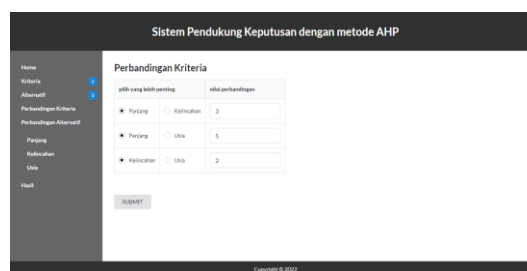 Sistem Pendukung Keputusan dengan metode AHP
Home
Kriteria 3
Alternatif
Perbandingan Kriteria
Perbandingan Alternatif
Panjang
Kelincahan
Usia
Hasil
Perbandingan Kriteria
pilih yang lebih penting nilai perbandingan
Panjang Kelincahan 3
Panjang Usia 5
Kelincahan Usia 2
SUBMIT
Copyright © 2022